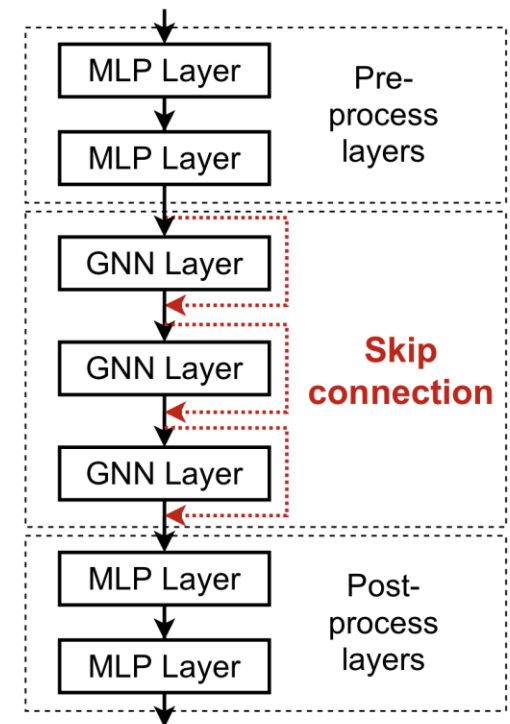 MLP Layer
Pre-
process
layers
MLP Layer
GNN Layer
GNN Layer
Skip
connection
GNN Layer
MLP Layer
Post-
process
layers
MLP Layer